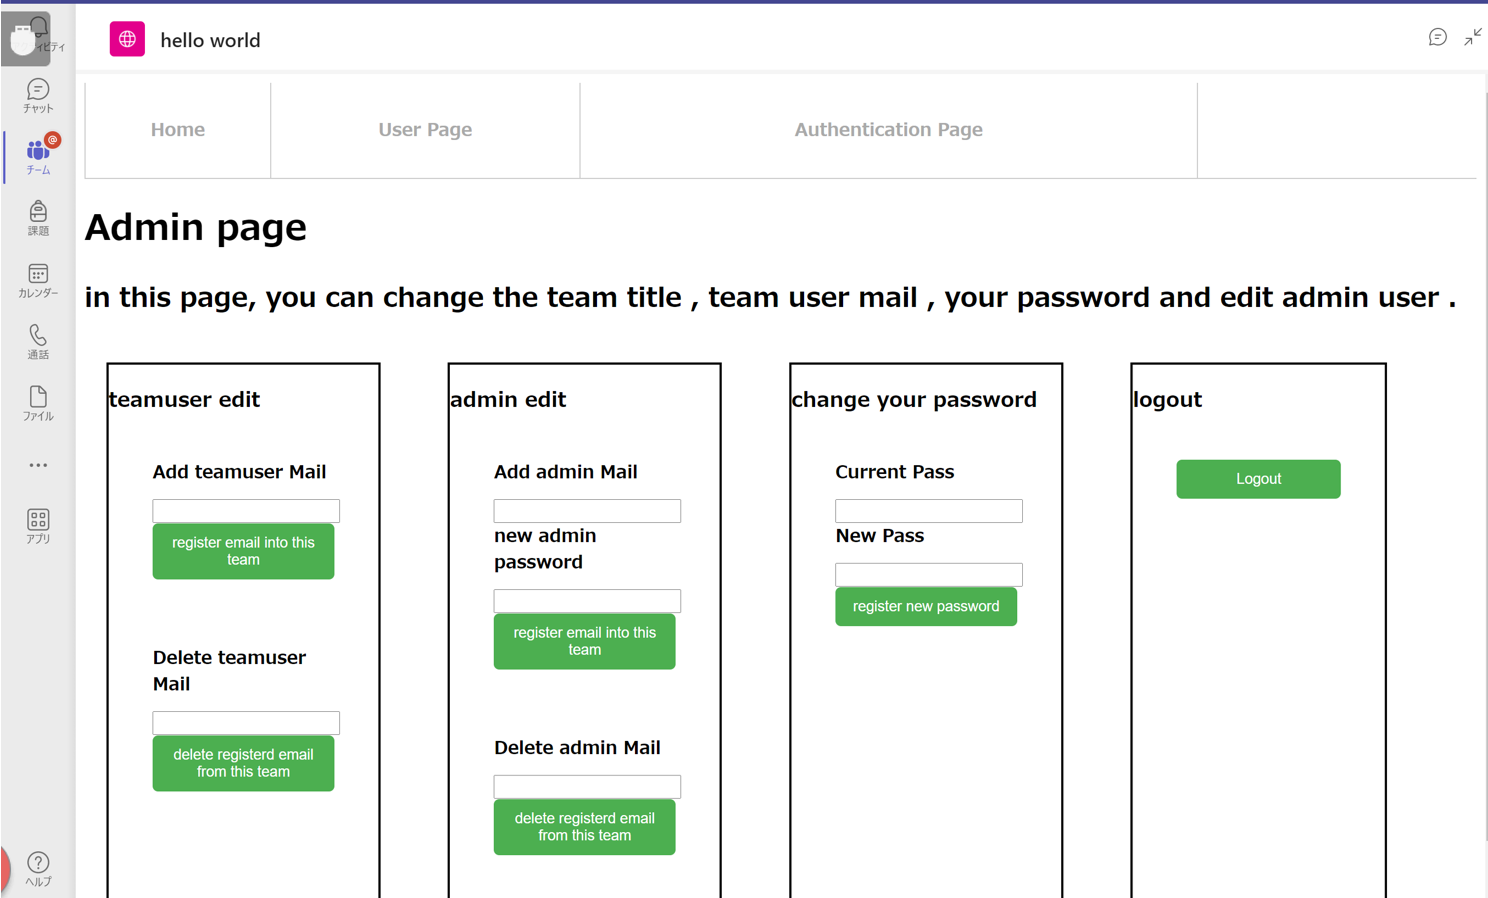 ィビティ
hello world
チャット
@
チーム
課題
カレンダー
通話
ファイル
アプリ
ヘルプ
Home
User Page
Authentication Page
Admin page
in this page, you can change the team title , team user mail , your password and edit admin user .
teamuser edit
Add teamuser Mail
register email into this
team
Delete teamuser
Mail
delete registerd email
from this team
admin edit
Add admin Mail
new admin
password
register email into this
team
Delete admin Mail
delete registerd email
from this team
change your password
Current Pass
New Pass
register new password
logout
Logout